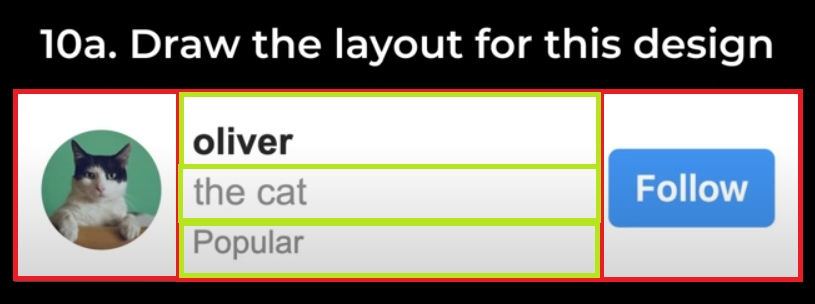 10a. Draw the layout for this design
oliver
the cat
Popular
Follow